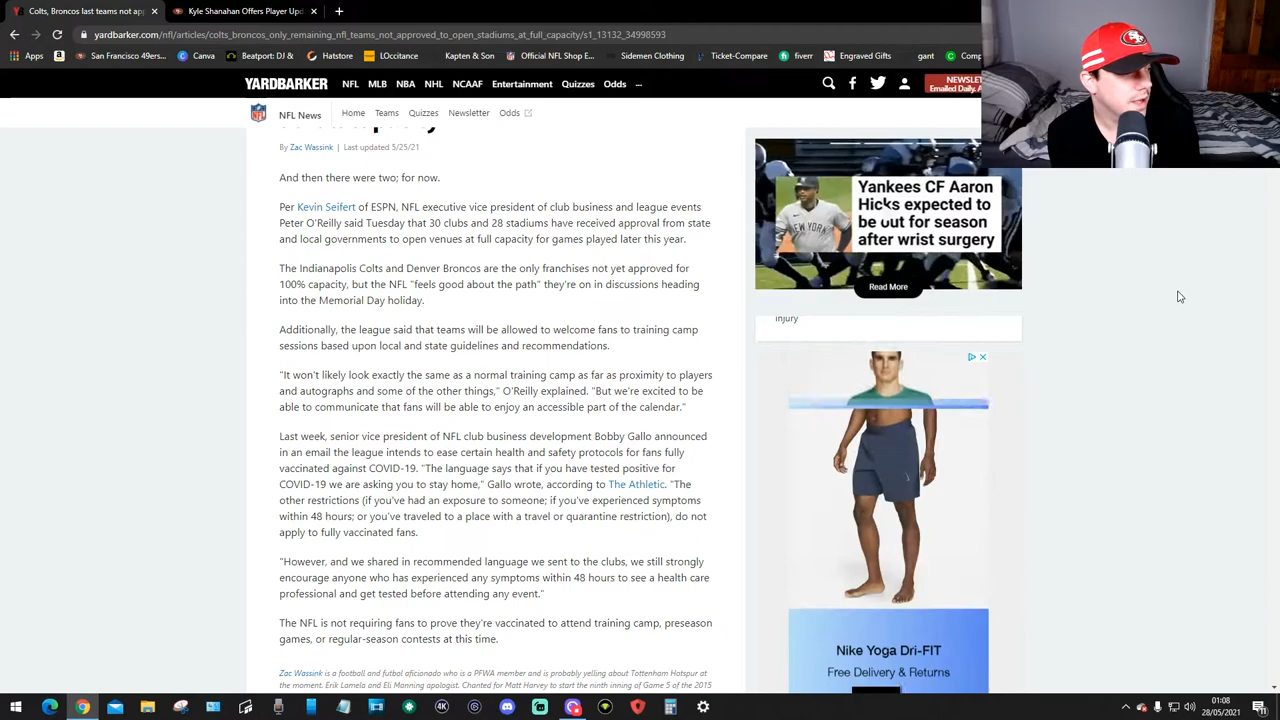 Colts, Broncos last teams not ap
Kyle Shanahan Offers Player Upd
yardbarker.com/nfl/articles/colts_broncos_only_remaining_nfl_teams_not_approved_to_open_stadiums_at_full_capacity/s1_13132_34998593
Apps San Francisco 49ers... Canva Beatport: DJ & Hatstore LOccitance Kapten & Son Official NFL Shop E... Sidemen Clothing Ticket-Compare fiverr Engraved Gifts gant Comp
YARDBARKER NFL MLB NBA NHL NCAAF Entertainment Quizzes Odds ...
NEWSLET
Emailed Daily. A
NFL News Home Teams Quizzes Newsletter Odds
By Zac Wassink | Last updated 5/25/21
And then there were two; for now.
Per Kevin Seifert of ESPN, NFL executive vice president of club business and league events
Peter O'Reilly said Tuesday that 30 clubs and 28 stadiums have received approval from state
and local governments to open venues at full capacity for games played later this year.
The Indianapolis Colts and Denver Broncos are the only franchises not yet approved for
100% capacity, but the NFL "feels good about the path" they're on in discussions heading
into the Memorial Day holiday.
Additionally, the league said that teams will be allowed to welcome fans to training camp
sessions based upon local and state guidelines and recommendations.
"It won't likely look exactly the same as a normal training camp as far as proximity to players
and autographs and some of the other things," O'Reilly explained. "But we're excited to be
able to communicate that fans will be able to enjoy an accessible part of the calendar."
Last week, senior vice president of NFL club business development Bobby Gallo announced
in an email the league intends to ease certain health and safety protocols for fans fully
vaccinated against COVID-19. "The language says that if you have tested positive for
COVID-19 we are asking you to stay home," Gallo wrote, according to The Athletic. "The
other restrictions (if you've had an exposure to someone; if you've experienced symptoms
within 48 hours; or you've traveled to a place with a travel or quarantine restriction), do not
apply to fully vaccinated fans.
"However, and we shared in recommended language we sent to the clubs, we still strongly
encourage anyone who has experienced any symptoms within 48 hours to see a health care
professional and get tested before attending any event."
The NFL is not requiring fans to prove they're vaccinated to attend training camp, preseason
games, or regular-season contests at this time.
Zac Wassink is a football and futbol aficionado who is a PFWA member and is probably yelling about Tottenham Hotspur at
the moment. Erik Lamela and Eli Manning apologist. Chanted for Matt Harvey to start the ninth inning of Game 5 of the 2015
Yankees CF Aaron
Hicks expected to
be out for season
after wrist surgery
NEW YORK
Read More
injury
Nike Yoga Dri-FIT
Free Delivery & Returns
01:08
28/05/2021